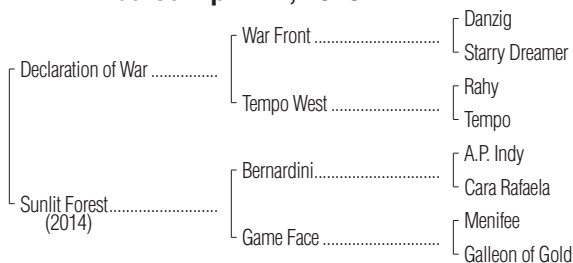 Danzig
War Front ..............................
Starry Dreamer
Declaration of War ................
Rahy
Tempo West ..........................
Tempo
A.P. Indy
Bernardini..............................
Cara Rafaela
Sunlit Forest..........................
(2014)
Menifee
Game Face .............................
Galleon of Gold